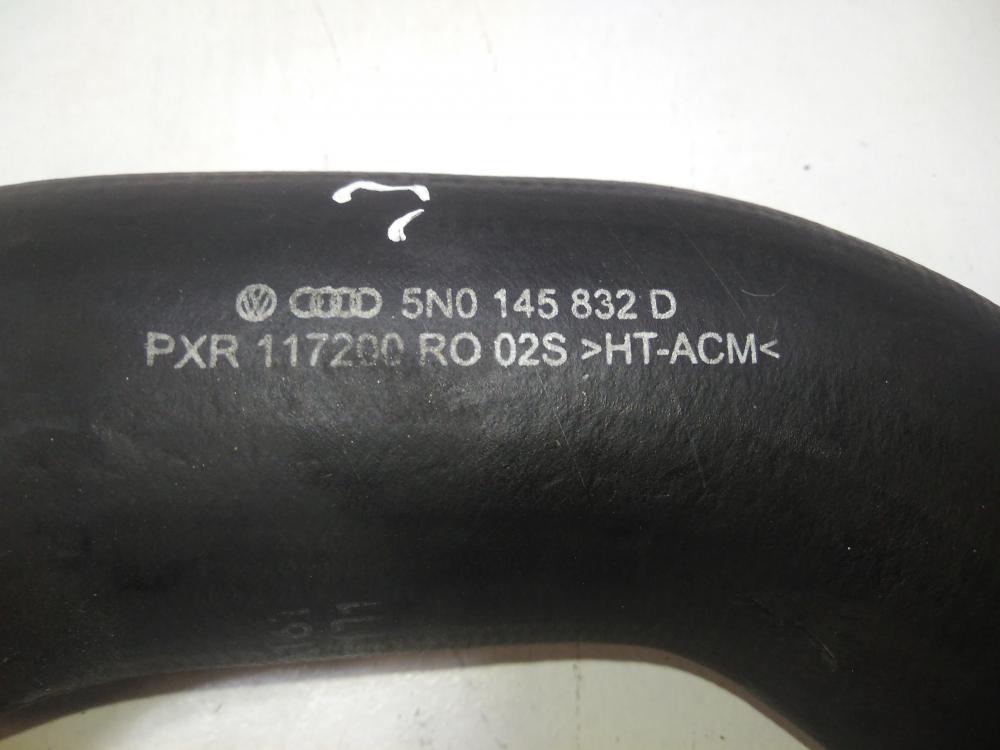 5N0 145 832 D
PXR 117200 RO 02S >HT-ACM<